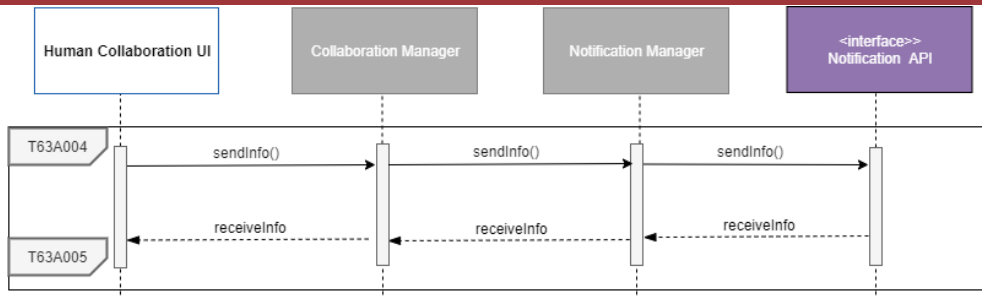 Human Collaboration UI
Collaboration Manager
Notification Manager
<interface>>
Notification API
T63A004
sendInfo()
sendInfo()
sendInfo()
receiveInfo
receiveInfo
receiveInfo
T63A005